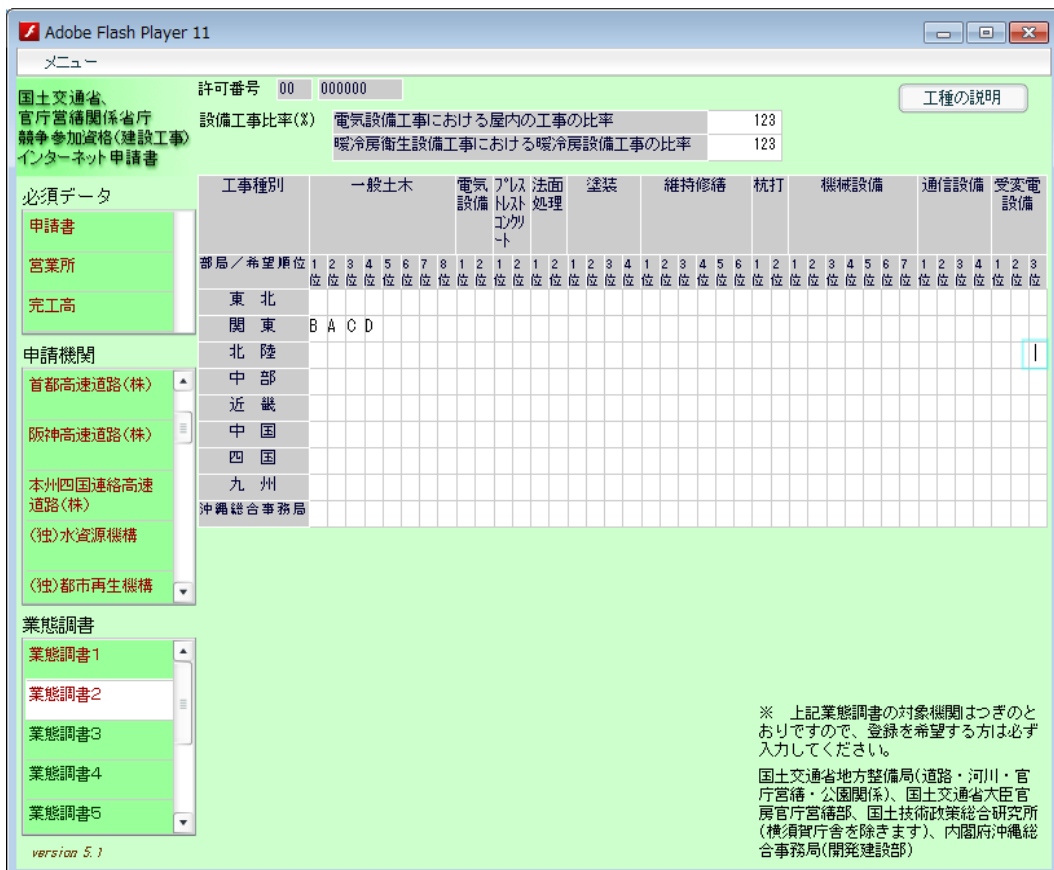 Adobe Flash Player 11
メニュー
国土交通省、
官庁営繕関係省庁
競争参加資格(建設工事)
インターネット申請書
許可番号 00 000000
工種の説明
設備工事比率(%) 電気設備工事における屋内の工事の比率 123
暖冷房衛生設備工事における暖冷房設備工事の比率 123
必須データ
申請書
営業所
完工高
申請機関
首都高速道路(株)
阪神高速道路(株)
本州四国連絡高速
道路(株)
(独)水資源機構
(独)都市再生機構
業態調書
業態調書1
業態調書2
業態調書3
業態調書4
業態調書5
version 5.1
工事種別 一般土木 電気 プレス 法面 塗装 維持修繕 杭打 機械設備 通信設備 受変電
設備 トレスト 処理 設備
コンクリ
ート
部局/希望順位 1 2 3 4 5 6 7 8 1 2 1 2 1 2 1 2 3 4 1 2 3 4 5 6 1 2 1 2 3 4 5 6 7 1 2 3 4 1 2 3
位 位 位 位 位 位 位 位 位 位 位 位 位 位 位 位 位 位 位 位 位 位 位 位 位 位 位 位 位 位 位 位 位 位 位 位 位 位 位 位
東 北
関 東 B A C D
北 陸
中 部
近 畿
中 国
四 国
九 州
沖縄総合事務局
※ 上記業態調書の対象機関はつぎのと
おりですので、登録を希望する方は必ず
入力してください。
国土交通省地方整備局(道路・河川・官
庁営繕・公園関係)、国土交通省大臣官
房官庁営繕部、国土技術政策総合研究所
(横須賀庁舎を除きます)、内閣府沖縄総
合事務局(開発建設部)